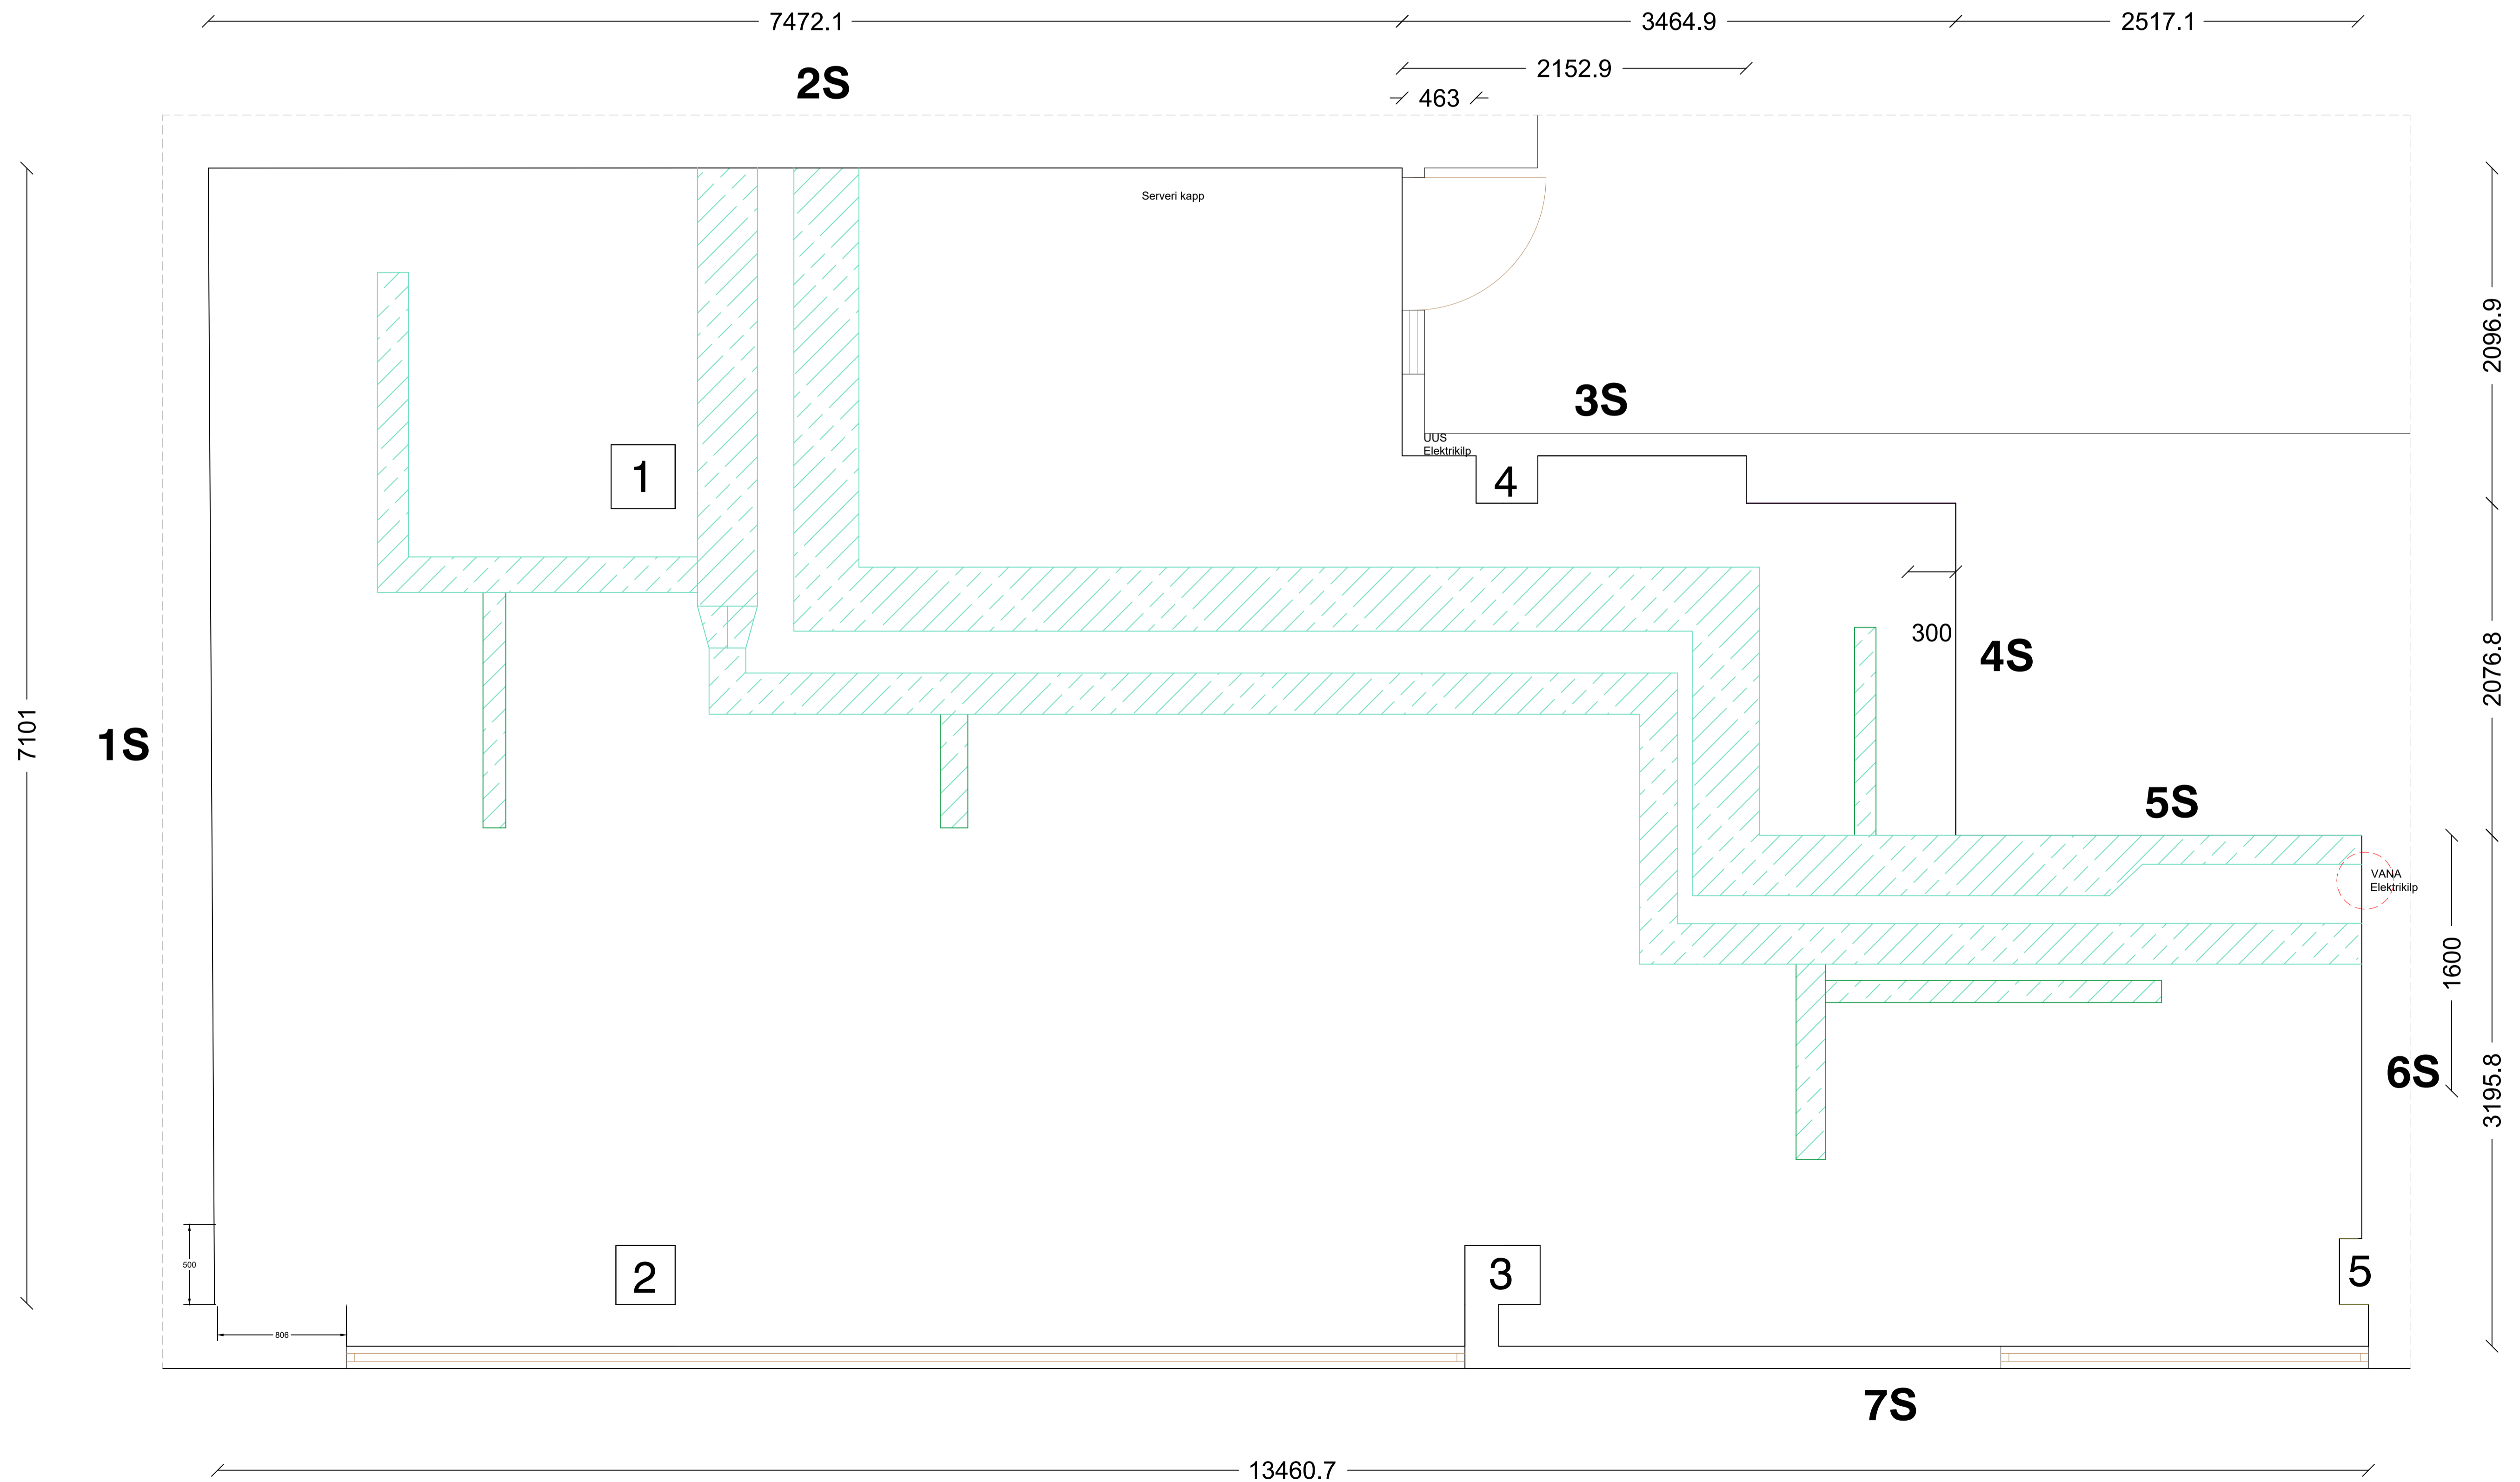 7472.1
3464.9
2517.1
2152.9
2S
463
Serveri kapp
2096.9
3S
UUS
Elektrikilp
1
4
300
4S
2076.8
7101
1S
5S
VANA
Elektrikilp
1600
6S
3195.8
500
2
3
5
806
7S
13460.7